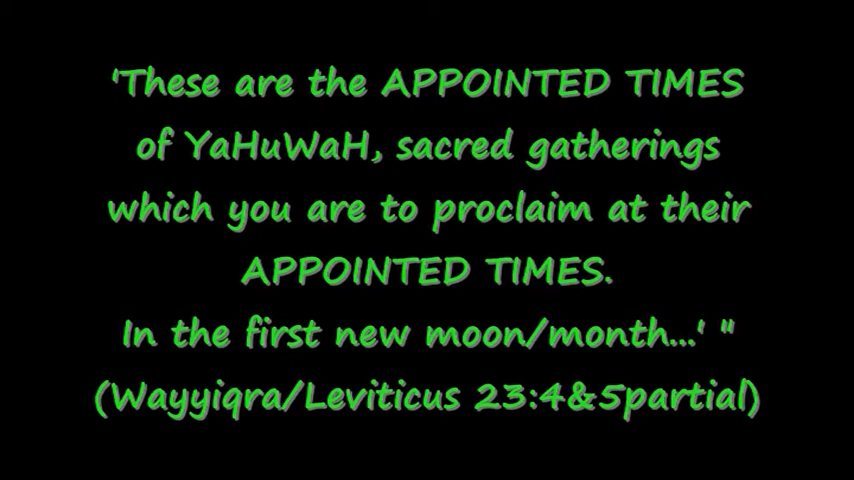 'These are the APPOINTED TIMES
of YaHuWaH, sacred gatherings
which you are to proclaim at their
APPOINTED TIMES.
In the first new moon/month...' "
(Wayyiqra/Leviticus 23:4&5partial)